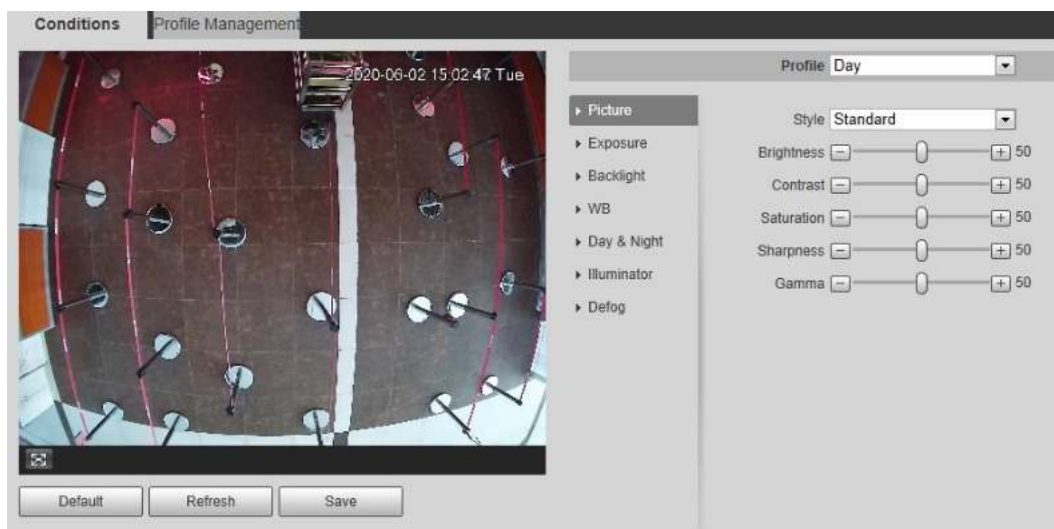 Conditions
Profile Management
2020-06-02 15:02:47 Tue
Profile Day
Picture
Exposure
Backlight
WB
Day & Night
Illuminator
Defog
Style Standard
Brightness 50
Contrast 50
Saturation 50
Sharpness 50
Gamma 50
Default Refresh Save